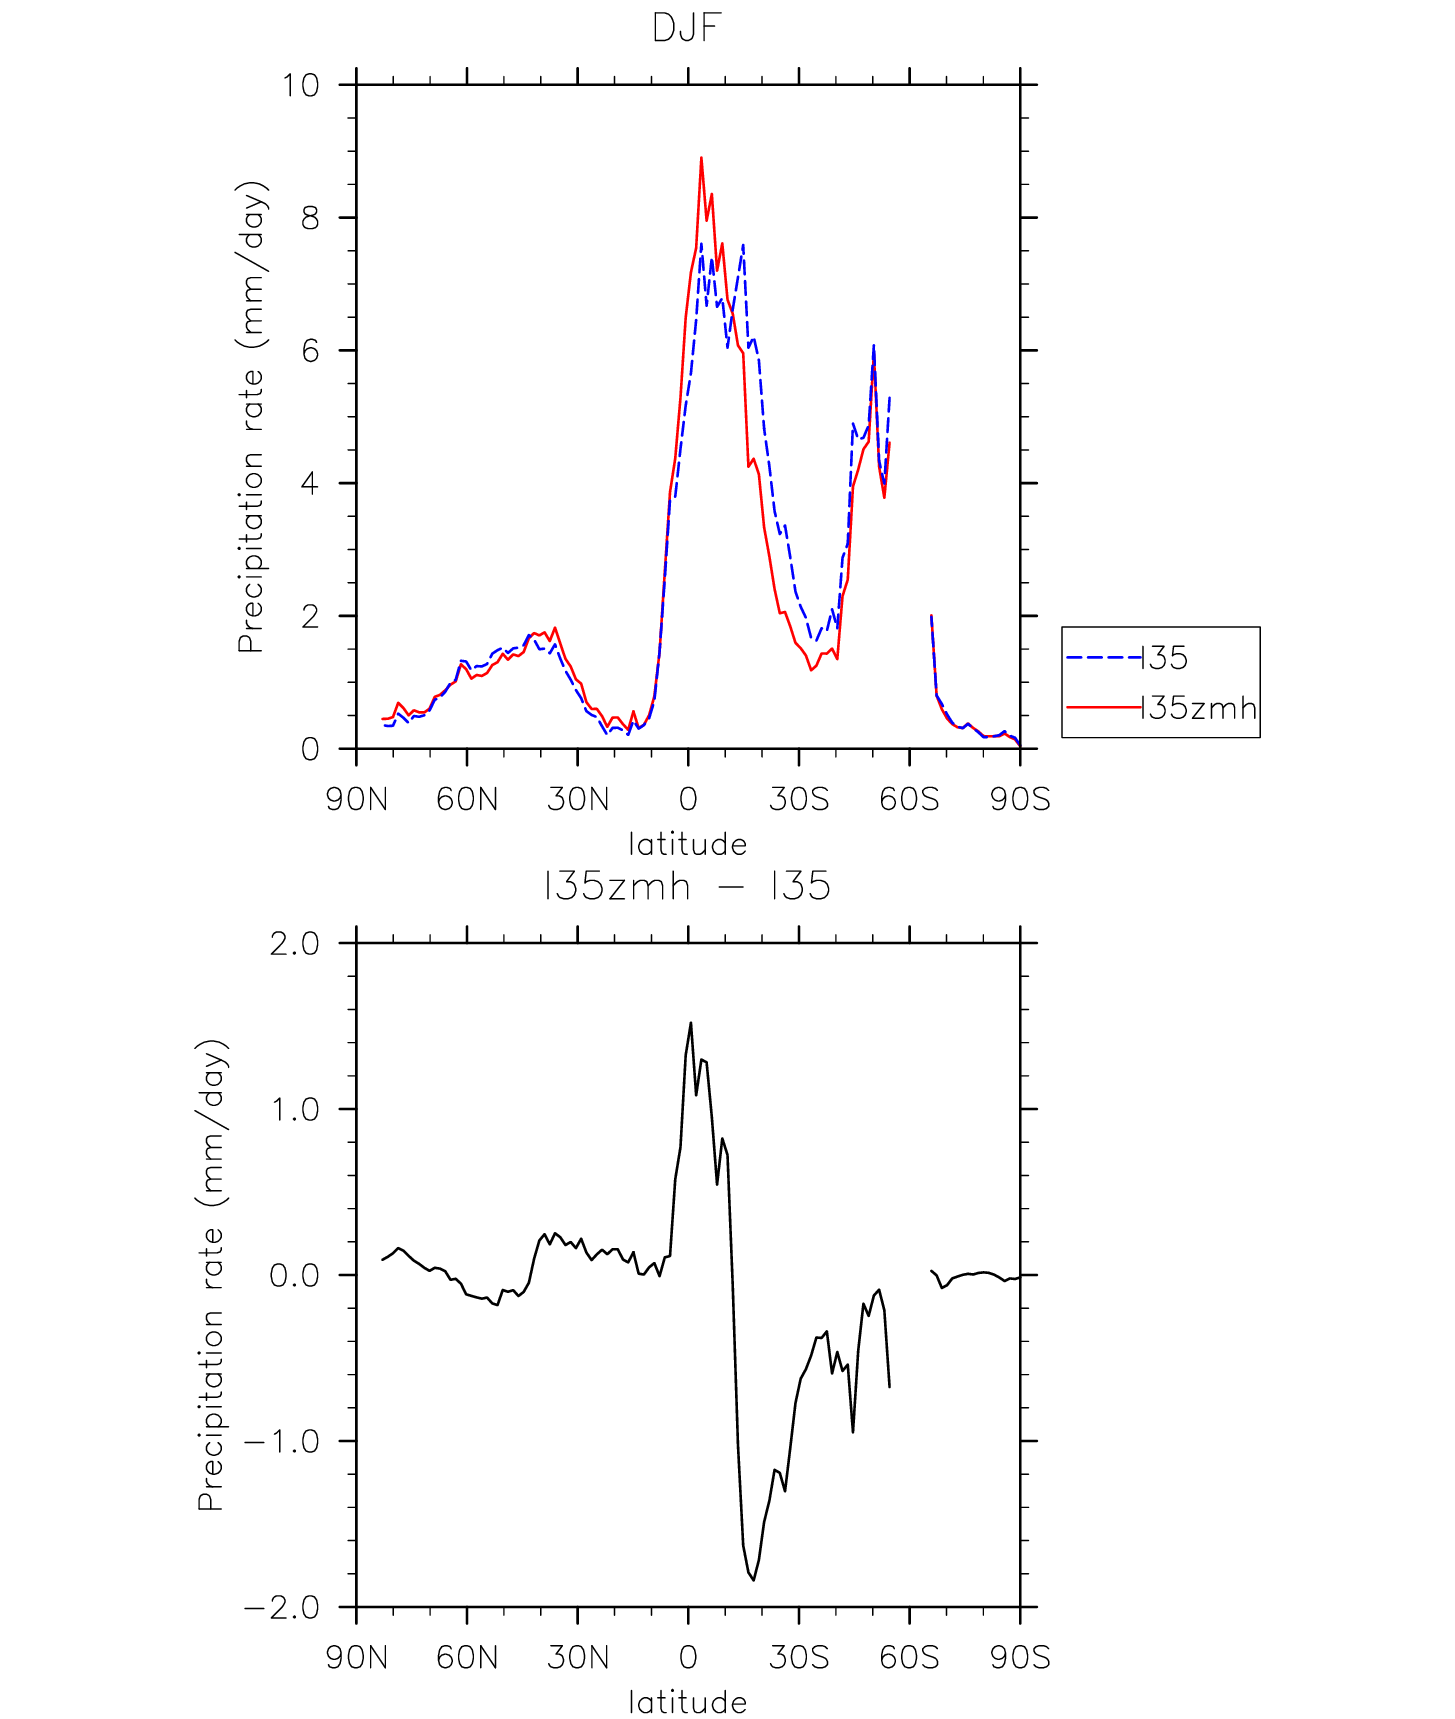 DJF
Precipitation rate (mm/day)
10
8
6
4
2
0
90N 60N 30N 0 30S 60S 90S
latitude
I35
I35zmh
I35zmh − I35
Precipitation rate (mm/day)
2.0
1.0
0.0
−1.0
−2.0
90N 60N 30N 0 30S 60S 90S
latitude